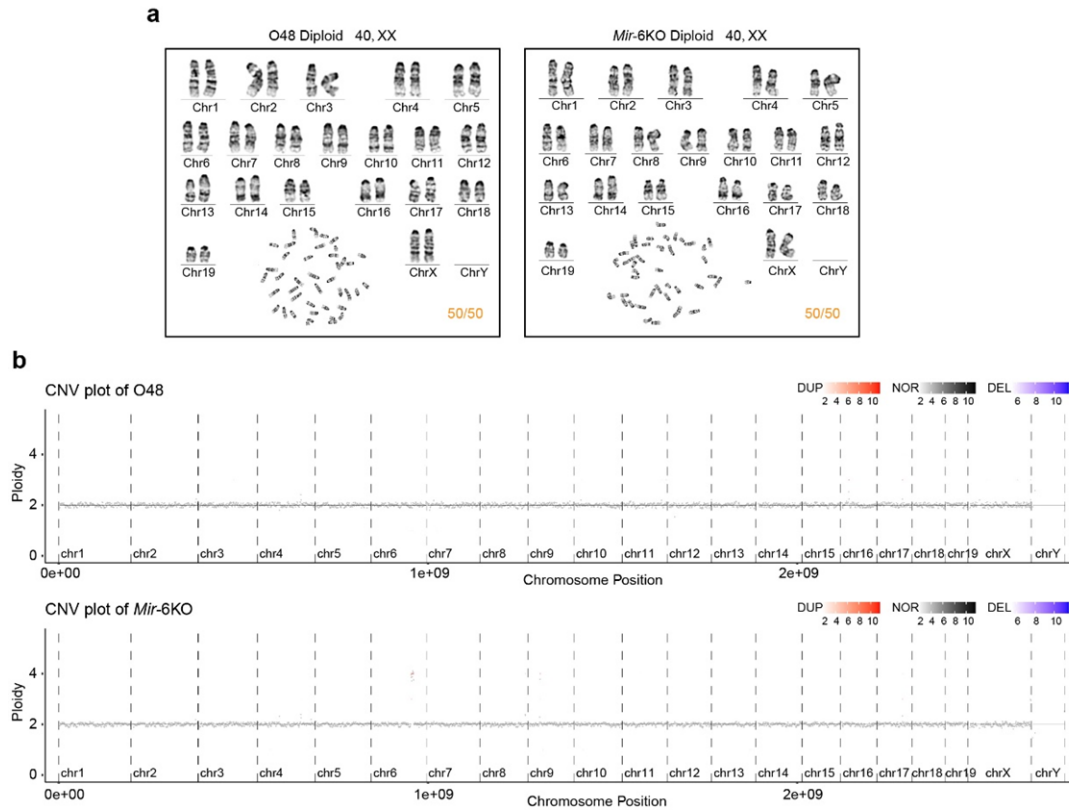 a
O48 Diploid 40, XX
Chr1 Chr2 Chr3 Chr4 Chr5
Chr6 Chr7 Chr8 Chr9 Chr10 Chr11 Chr12
Chr13 Chr14 Chr15 Chr16 Chr17 Chr18
Chr19 ChrX ChrY
50/50
Mir-6KO Diploid 40, XX
Chr1 Chr2 Chr3 Chr4 Chr5
Chr6 Chr7 Chr8 Chr9 Chr10 Chr11 Chr12
Chr13 Chr14 Chr15 Chr16 Chr17 Chr18
Chr19 ChrX ChrY
50/50
b
CNV plot of O48
DUP NOR DEL
2 4 6 8 10 2 4 6 8 10 6 8 10
Ploidy
4
2
0
chr1 chr2 chr3 chr4 chr5 chr6 chr7 chr8 chr9 chr10 chr11 chr12 chr13 chr14 chr15 chr16 chr17 chr18 chr19 chrX chrY
0e+00 1e+09 2e+09
Chromosome Position
CNV plot of Mir-6KO
DUP NOR DEL
2 4 6 8 10 2 4 6 8 10 6 8 10
Ploidy
4
2
0
chr1 chr2 chr3 chr4 chr5 chr6 chr7 chr8 chr9 chr10 chr11 chr12 chr13 chr14 chr15 chr16 chr17 chr18 chr19 chrX chrY
0e+00 1e+09 2e+09
Chromosome Position